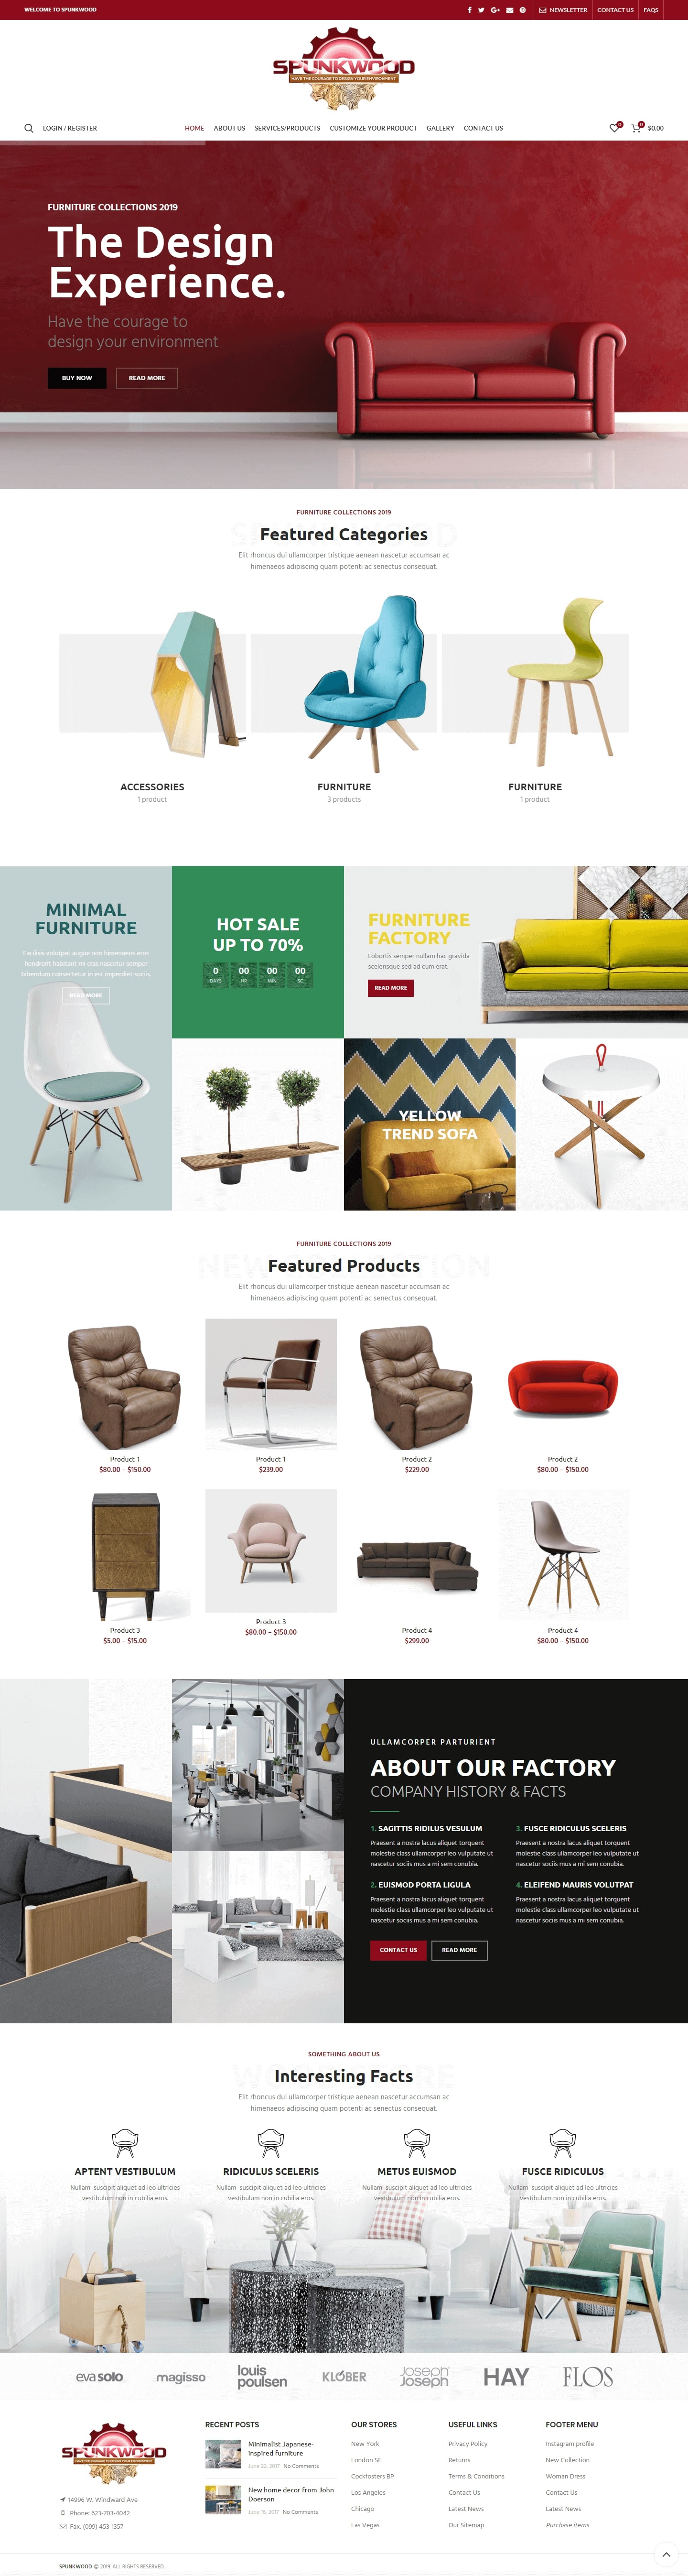 WELCOME TO SPUNKWOOD
NEWSLETTER
CONTACT US
FAQS
SPUNKWOOD
HAVE THE COURAGE TO DESIGN YOUR ENVIRONMENT
LOGIN / REGISTER
HOME
ABOUT US
SERVICES/PRODUCTS
CUSTOMIZE YOUR PRODUCT
GALLERY
CONTACT US
0
0
$0.00
FURNITURE COLLECTIONS 2019
The Design
Experience.
Have the courage to
design your environment
BUY NOW
READ MORE
FURNITURE COLLECTIONS 2019
Featured Categories
Elit rhoncus dui ullamcorper tristique aenean nascetur accumsan ac
himenaeos adipiscing quam potenti ac senectus consequat.
ACCESSORIES
1 product
FURNITURE
3 products
FURNITURE
1 product
MINIMAL
FURNITURE
Facilisis volutpat augue non himenaeos eros
hendrerit habitant mi cras nascetur semper
bibendum consectetur in est imperdiet sociis.
READ MORE
HOT SALE
UP TO 70%
0
DAYS
00
HR
00
MIN
00
SC
FURNITURE
FACTORY
Lobortis semper nullam hac gravida
scelerisque sed ad cum erat.
READ MORE
YELLOW
TREND SOFA
FURNITURE COLLECTIONS 2019
Featured Products
Elit rhoncus dui ullamcorper tristique aenean nascetur accumsan ac
himenaeos adipiscing quam potenti ac senectus consequat.
Product 1
$80.00 – $150.00
Product 1
$239.00
Product 2
$229.00
Product 2
$80.00 – $150.00
Product 3
$5.00 – $15.00
Product 3
$80.00 – $150.00
Product 4
$299.00
Product 4
$80.00 – $150.00
ULLAMCORPER PARTURIENT
ABOUT OUR FACTORY
COMPANY HISTORY & FACTS
1. SAGITTIS RIDILUS VESULUM
Praesent a nostra lacus aliquet torquent
molestie class ullamcorper leo vulputate ut
nascetur sociis mus a mi sem conubia.
3. FUSCE RIDICULUS SCELERIS
Praesent a nostra lacus aliquet torquent
molestie class ullamcorper leo vulputate ut
nascetur sociis mus a mi sem conubia.
2. EUISMOD PORTA LIGULA
Praesent a nostra lacus aliquet torquent
molestie class ullamcorper leo vulputate ut
nascetur sociis mus a mi sem conubia.
4. ELEIFEND MAURIS VOLUTPAT
Praesent a nostra lacus aliquet torquent
molestie class ullamcorper leo vulputate ut
nascetur sociis mus a mi sem conubia.
CONTACT US
READ MORE
SOMETHING ABOUT US
Interesting Facts
Elit rhoncus dui ullamcorper tristique aenean nascetur accumsan ac
himenaeos adipiscing quam potenti ac senectus consequat.
APTENT VESTIBULUM
Nullam suscipit aliquet ad leo ultricies
vestibulum non in cubilia eros.
RIDICULUS SCELERIS
Nullam suscipit aliquet ad leo ultricies
vestibulum non in cubilia eros.
METUS EUISMOD
Nullam suscipit aliquet ad leo ultricies
vestibulum non in cubilia eros.
FUSCE RIDICULUS
Nullam suscipit aliquet ad leo ultricies
vestibulum non in cubilia eros.
eva solo
magisso
louis
poulsen
KLÖBER
Joseph
Joseph
HAY
FLOS
SPUNKWOOD
HAVE THE COURAGE TO DESIGN YOUR ENVIRONMENT
14996 W. Windward Ave
Phone: 623-703-4042
Fax: (099) 453-1357
RECENT POSTS
Minimalist Japanese-
inspired furniture
June 22, 2017 No Comments
New home decor from John
Doerson
June 16, 2017 No Comments
OUR STORES
New York
London SF
Cockfosters BP
Los Angeles
Chicago
Las Vegas
USEFUL LINKS
Privacy Policy
Returns
Terms & Conditions
Contact Us
Latest News
Our Sitemap
FOOTER MENU
Instagram profile
New Collection
Woman Dress
Contact Us
Latest News
Purchase items
SPUNKWOOD © 2019. ALL RIGHTS RESERVED.